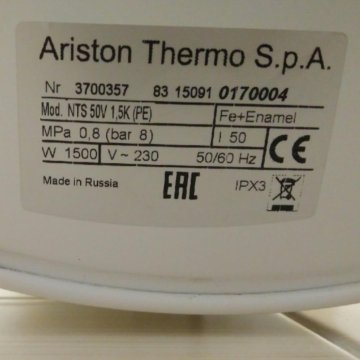 Ariston Thermo S.p.A.
Nr 3700357 83 15091 0170004
Mod. NTS 50V 1,5K (PE) Fe+Enamel
MPa 0,8 (bar 8) l 50
W 1500 V~230 50/60 Hz CE
Made in Russia EAC IPX3